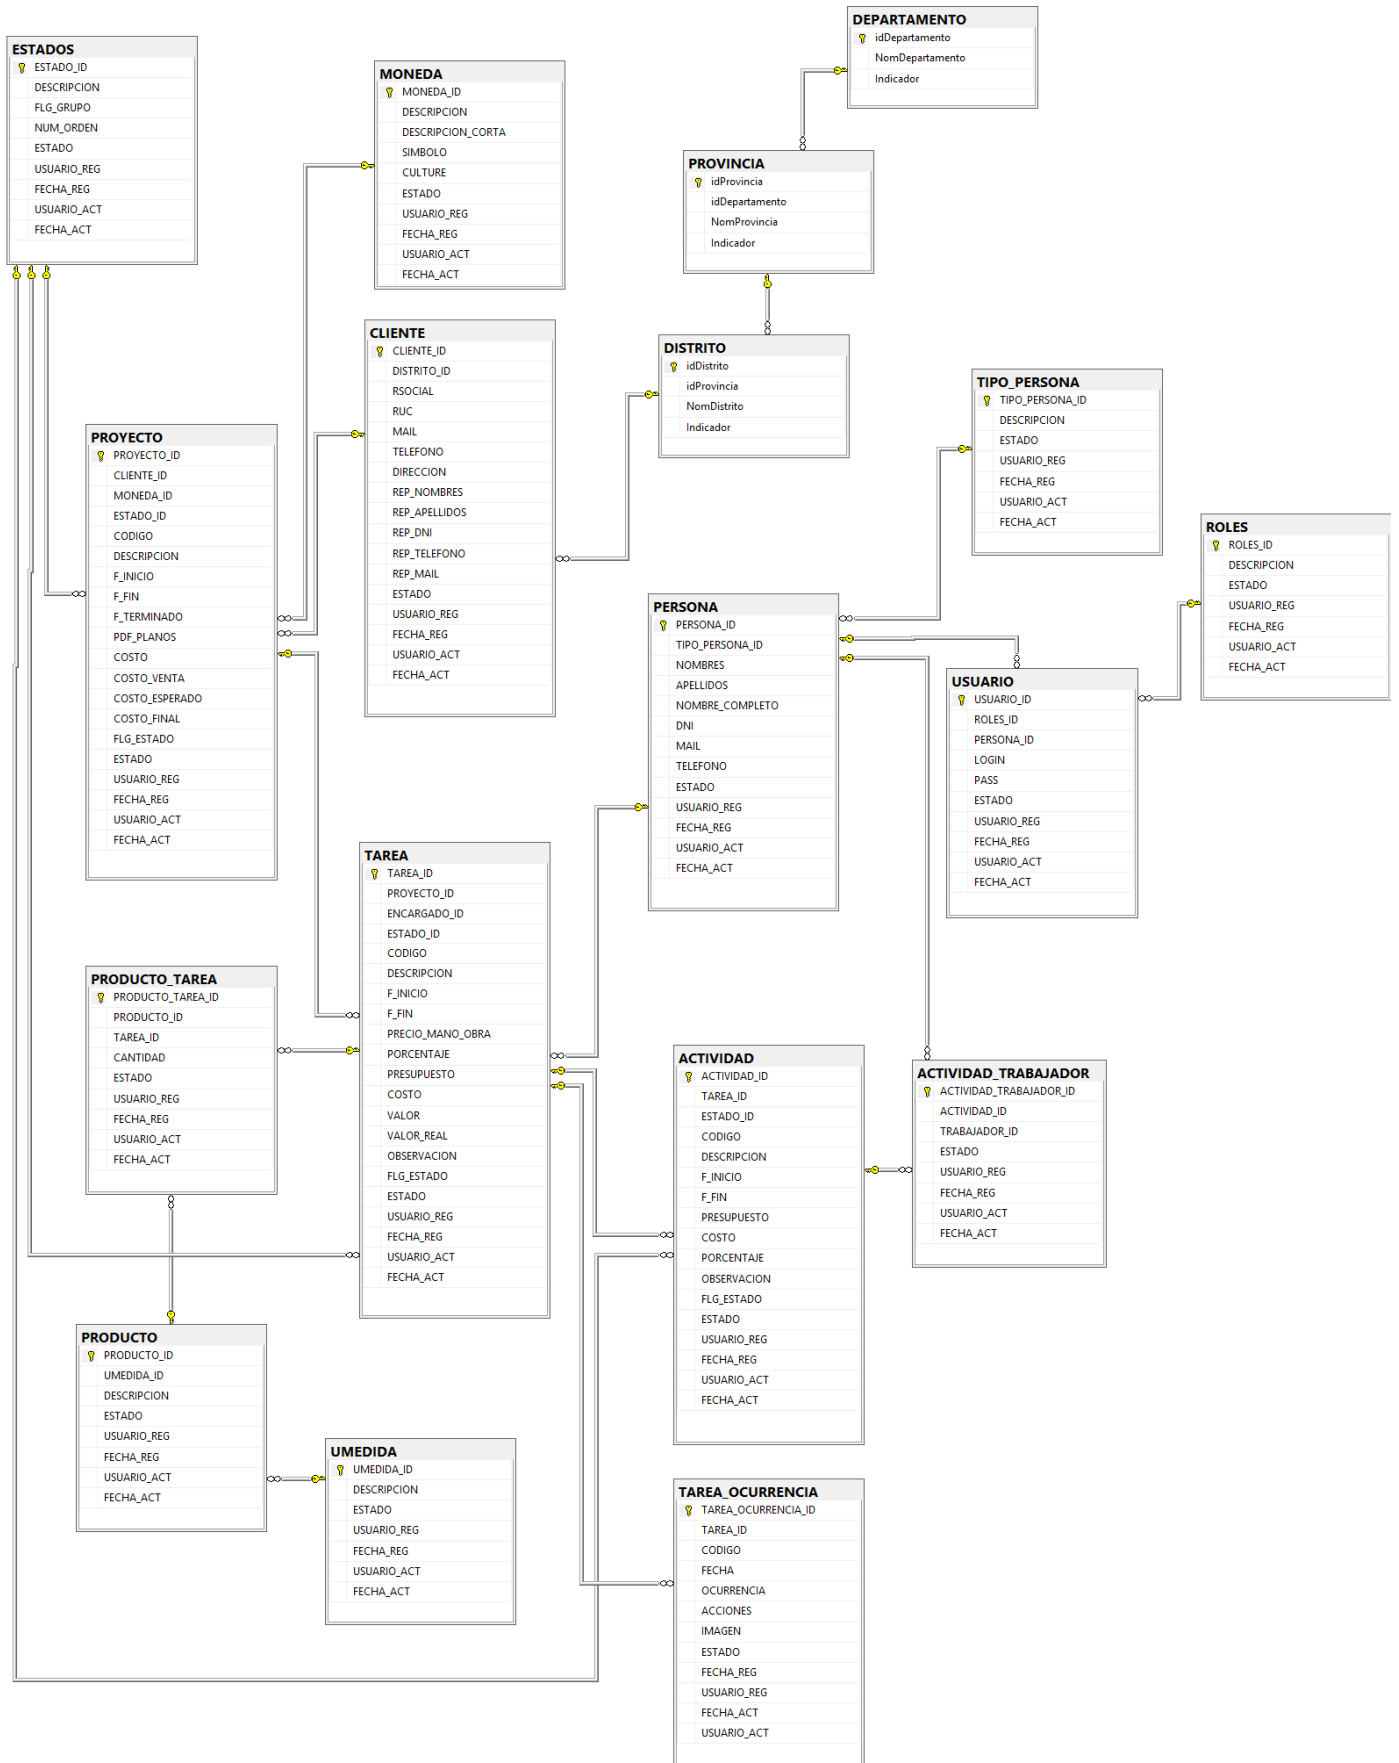 DEPARTAMENTO
idDepartamento
NomDepartamento
Indicador
ESTADOS
ESTADO_ID
DESCRIPCION
FLG_GRUPO
NUM_ORDEN
ESTADO
USUARIO_REG
FECHA_REG
USUARIO_ACT
FECHA_ACT
MONEDA
MONEDA_ID
DESCRIPCION
DESCRIPCION_CORTA
SIMBOLO
CULTURE
ESTADO
USUARIO_REG
FECHA_REG
USUARIO_ACT
FECHA_ACT
PROVINCIA
idProvincia
idDepartamento
NomProvincia
Indicador
CLIENTE
CLIENTE_ID
DISTRITO_ID
RSOCIAL
RUC
MAIL
TELEFONO
DIRECCION
REP_NOMBRES
REP_APELLIDOS
REP_DNI
REP_TELEFONO
REP_MAIL
ESTADO
USUARIO_REG
FECHA_REG
USUARIO_ACT
FECHA_ACT
DISTRITO
idDistrito
idProvincia
NomDistrito
Indicador
TIPO_PERSONA
TIPO_PERSONA_ID
DESCRIPCION
ESTADO
USUARIO_REG
FECHA_REG
USUARIO_ACT
FECHA_ACT
PROYECTO
PROYECTO_ID
CLIENTE_ID
MONEDA_ID
ESTADO_ID
CODIGO
DESCRIPCION
F_INICIO
F_FIN
F_TERMINADO
PDF_PLANOS
COSTO
COSTO_VENTA
COSTO_ESPERADO
COSTO_FINAL
FLG_ESTADO
ESTADO
USUARIO_REG
FECHA_REG
USUARIO_ACT
FECHA_ACT
ROLES
ROLES_ID
DESCRIPCION
ESTADO
USUARIO_REG
FECHA_REG
USUARIO_ACT
FECHA_ACT
PERSONA
PERSONA_ID
TIPO_PERSONA_ID
NOMBRES
APELLIDOS
NOMBRE_COMPLETO
DNI
MAIL
TELEFONO
ESTADO
USUARIO_REG
FECHA_REG
USUARIO_ACT
FECHA_ACT
USUARIO
USUARIO_ID
ROLES_ID
PERSONA_ID
LOGIN
PASS
ESTADO
USUARIO_REG
FECHA_REG
USUARIO_ACT
FECHA_ACT
TAREA
TAREA_ID
PROYECTO_ID
ENCARGADO_ID
ESTADO_ID
CODIGO
DESCRIPCION
F_INICIO
F_FIN
PRECIO_MANO_OBRA
PORCENTAJE
PRESUPUESTO
COSTO
VALOR
VALOR_REAL
OBSERVACION
FLG_ESTADO
ESTADO
USUARIO_REG
FECHA_REG
USUARIO_ACT
FECHA_ACT
PRODUCTO_TAREA
PRODUCTO_TAREA_ID
PRODUCTO_ID
TAREA_ID
CANTIDAD
ESTADO
USUARIO_REG
FECHA_REG
USUARIO_ACT
FECHA_ACT
ACTIVIDAD
ACTIVIDAD_ID
TAREA_ID
ESTADO_ID
CODIGO
DESCRIPCION
F_INICIO
F_FIN
PRESUPUESTO
COSTO
PORCENTAJE
OBSERVACION
FLG_ESTADO
ESTADO
USUARIO_REG
FECHA_REG
USUARIO_ACT
FECHA_ACT
ACTIVIDAD_TRABAJADOR
ACTIVIDAD_TRABAJADOR_ID
ACTIVIDAD_ID
TRABAJADOR_ID
ESTADO
USUARIO_REG
FECHA_REG
USUARIO_ACT
FECHA_ACT
PRODUCTO
PRODUCTO_ID
UMEDIDA_ID
DESCRIPCION
ESTADO
USUARIO_REG
FECHA_REG
USUARIO_ACT
FECHA_ACT
UMEDIDA
UMEDIDA_ID
DESCRIPCION
ESTADO
USUARIO_REG
FECHA_REG
USUARIO_ACT
FECHA_ACT
TAREA_OCURRENCIA
TAREA_OCURRENCIA_ID
TAREA_ID
CODIGO
FECHA
OCURRENCIA
ACCIONES
IMAGEN
ESTADO
FECHA_REG
USUARIO_REG
FECHA_ACT
USUARIO_ACT